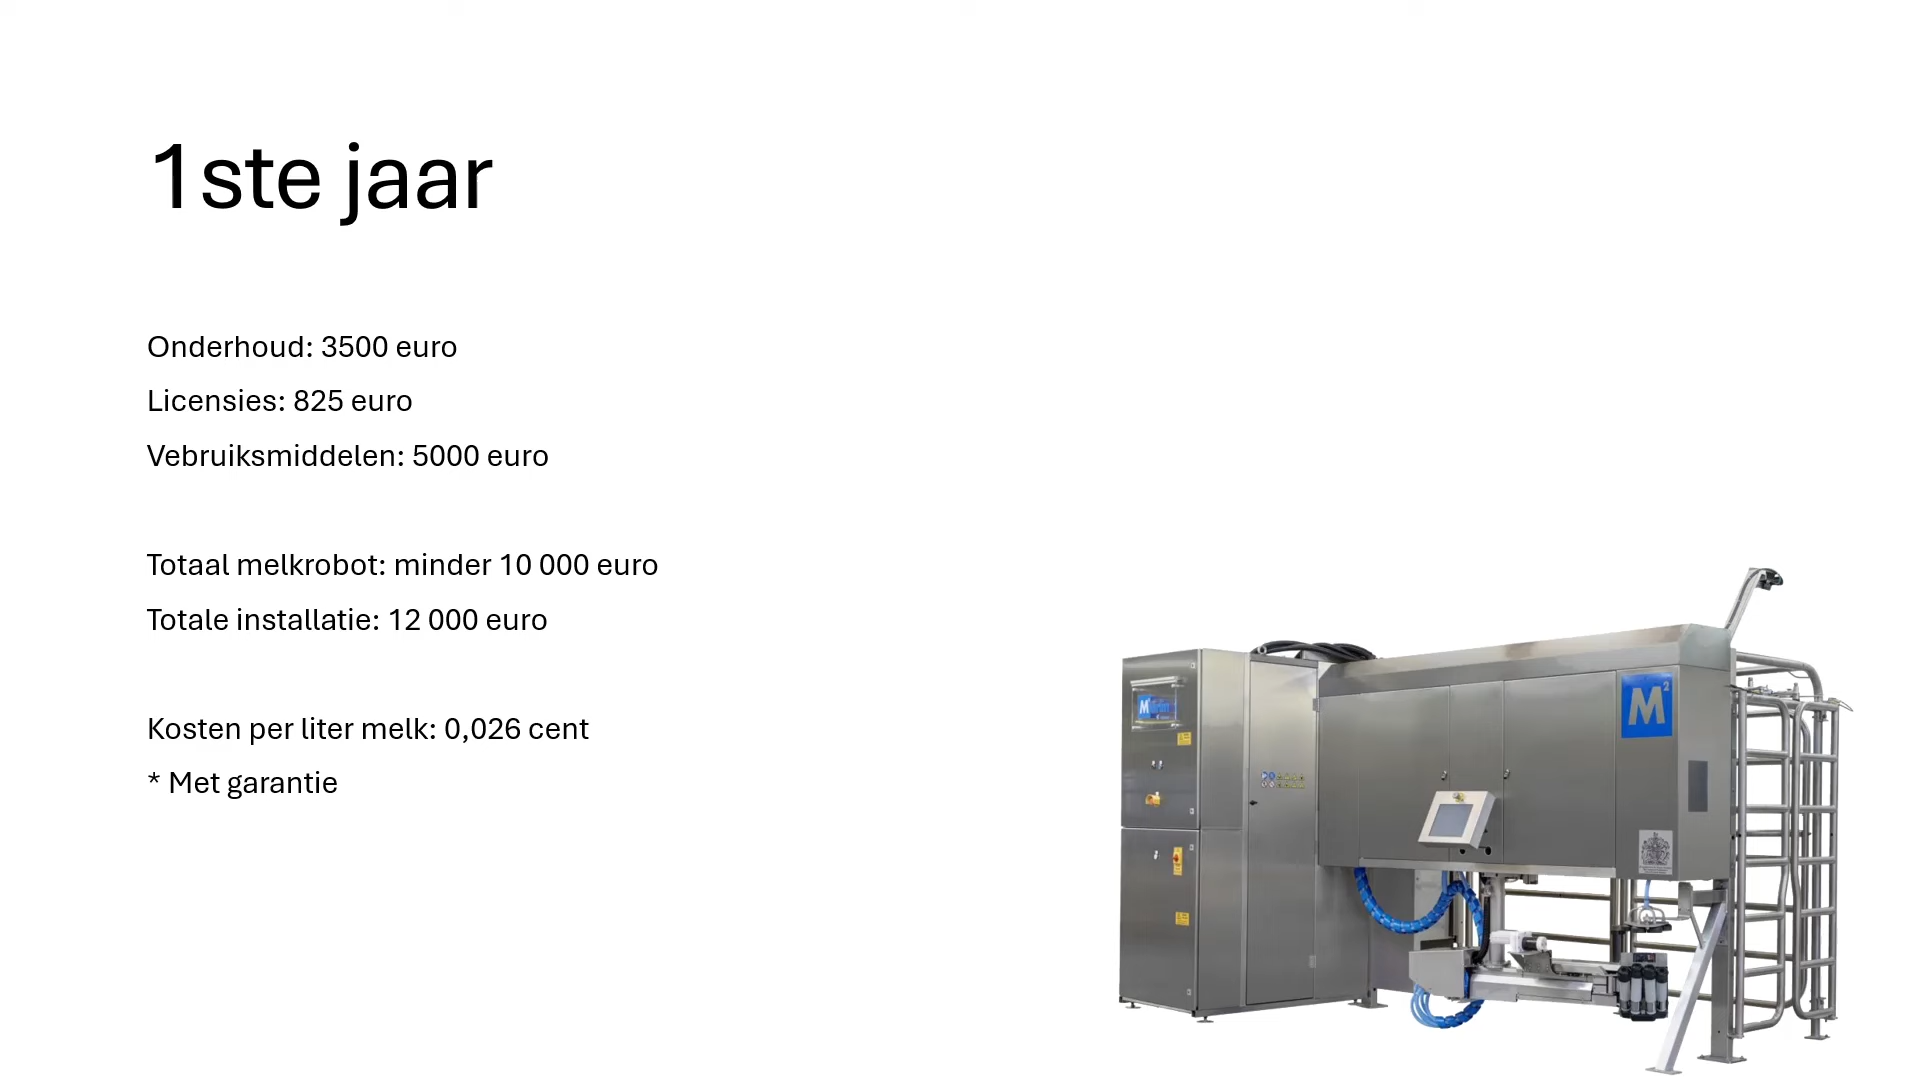 1ste jaar
Onderhoud: 3500 euro
Licensies: 825 euro
Vebruiksmiddelen: 5000 euro
Totaal melkrobot: minder 10 000 euro
Totale installatie: 12 000 euro
Kosten per liter melk: 0,026 cent
* Met garantie
M²